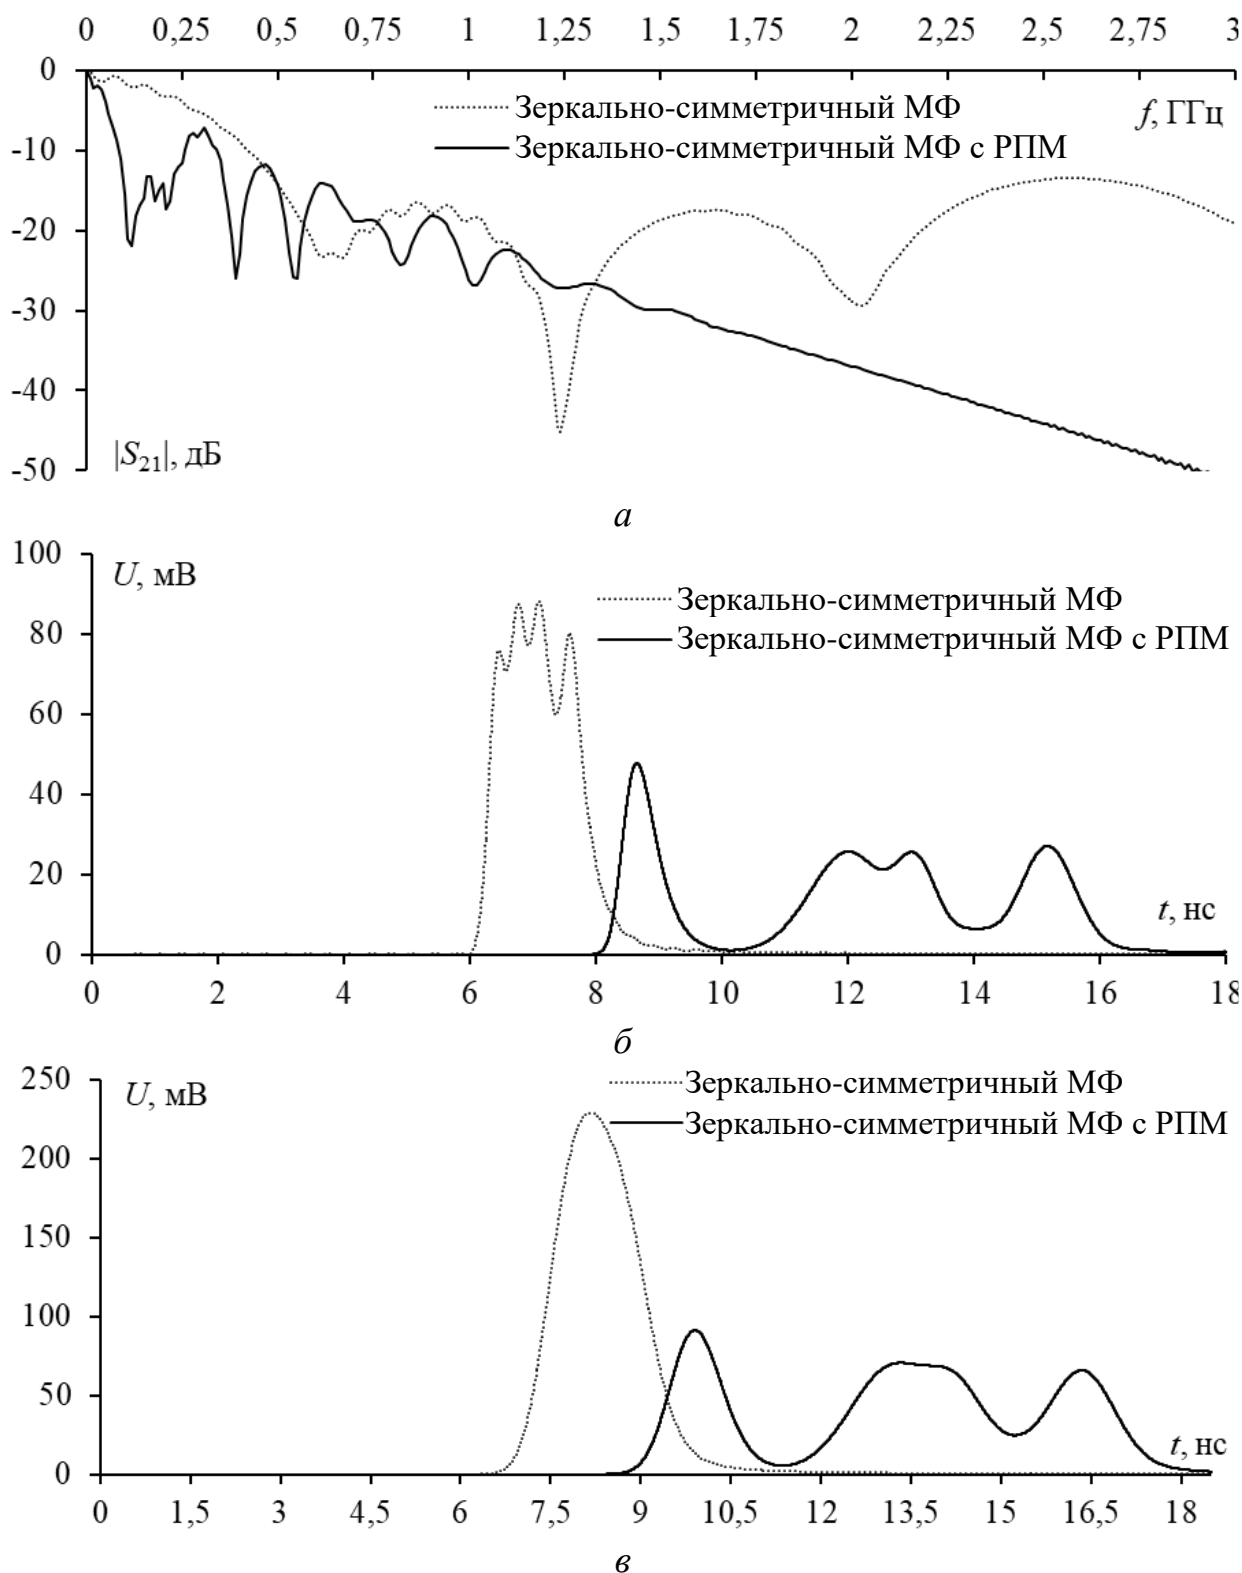 0 0,25 0,5 0,75 1 1,25 1,5 1,75 2 2,25 2,5 2,75 3
0
-10
-20
-30
-40
-50
Зеркально-симметричный МФ
Зеркально-симметричный МФ с РПМ
f, ГГц
|S21|, дБ
а
100
80
60
40
20
0
U, мВ
Зеркально-симметричный МФ
Зеркально-симметричный МФ с РПМ
t, нс
0 2 4 6 8 10 12 14 16 18
б
250
200
150
100
50
0
U, мВ
Зеркально-симметричный МФ
Зеркально-симметричный МФ с РПМ
t, нс
0 1,5 3 4,5 6 7,5 9 10,5 12 13,5 15 16,5 18
в